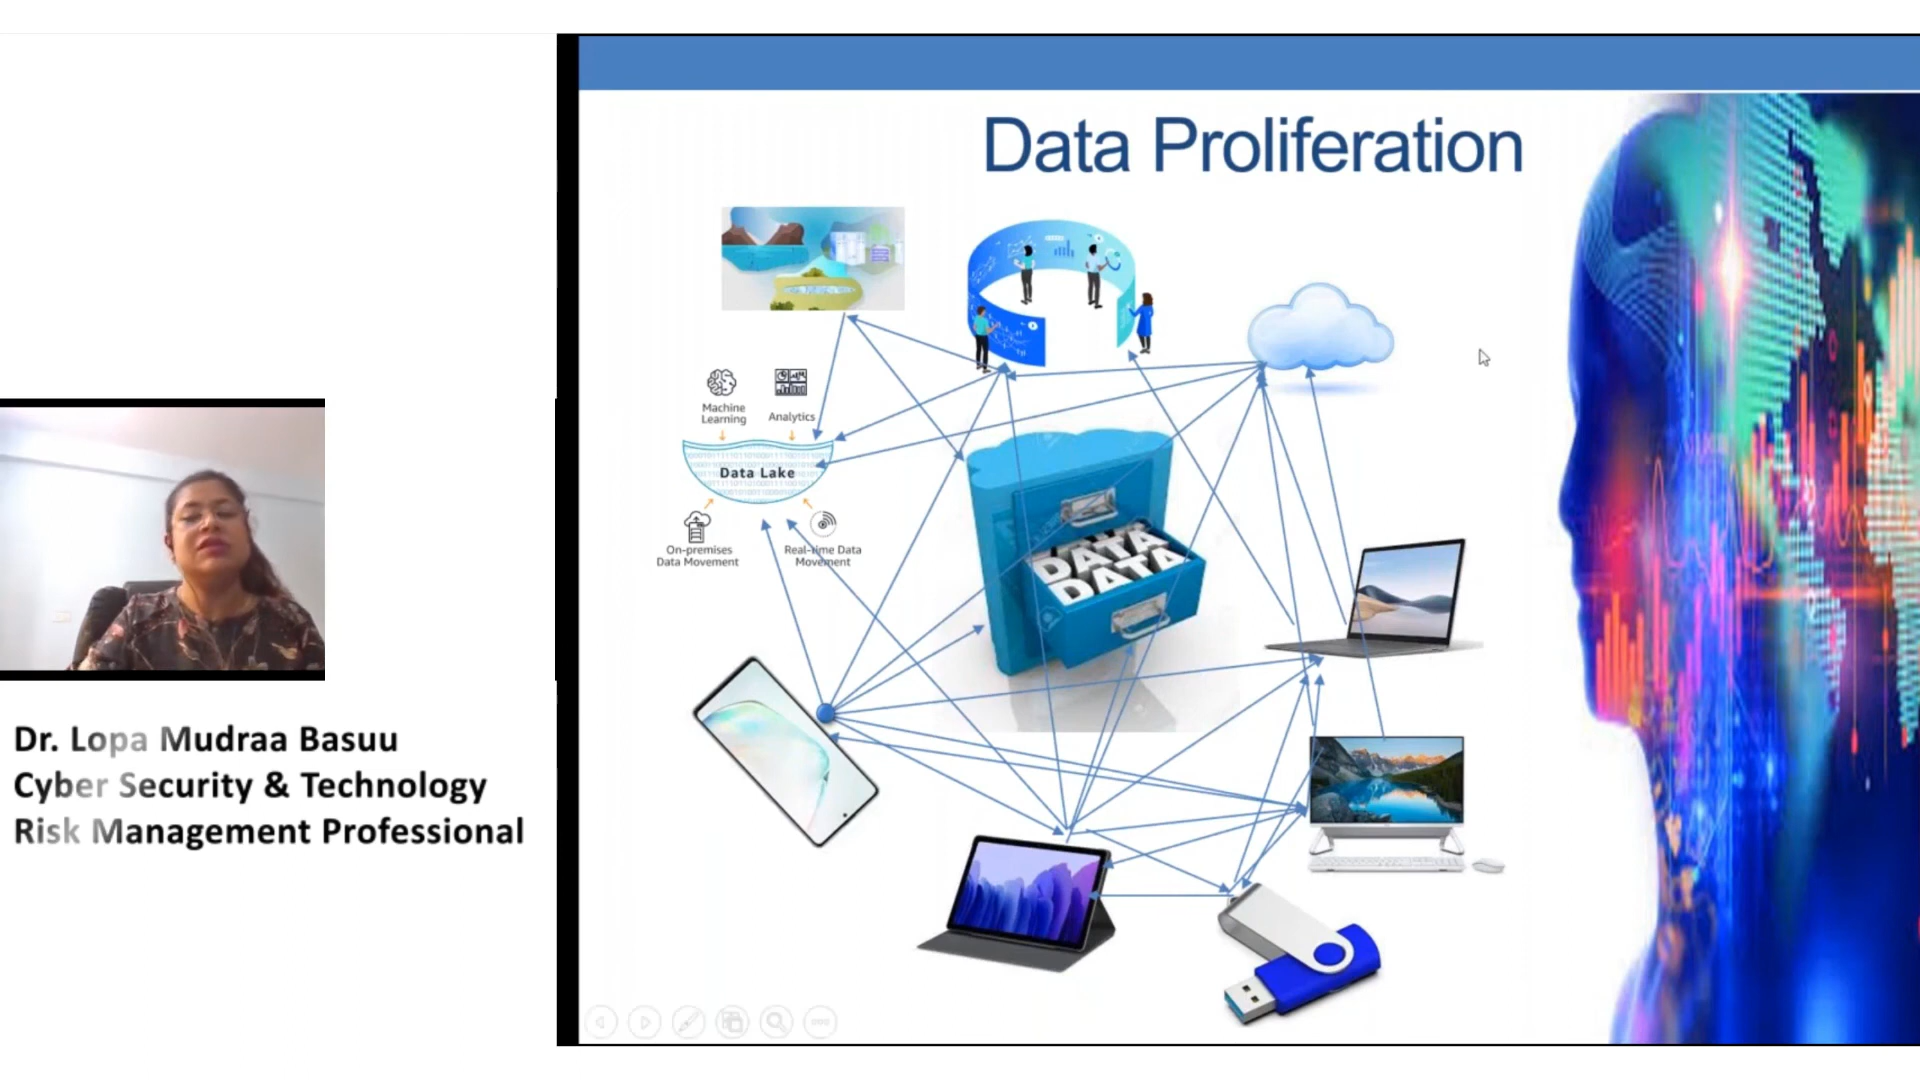 Data Proliferation
Machine
Learning
Analytics
Data Lake
On-premises
Data Movement
Real-time Data
Movement
DATA
DATA
Dr. Lopa Mudraa Basuu
Cyber Security & Technology
Risk Management Professional